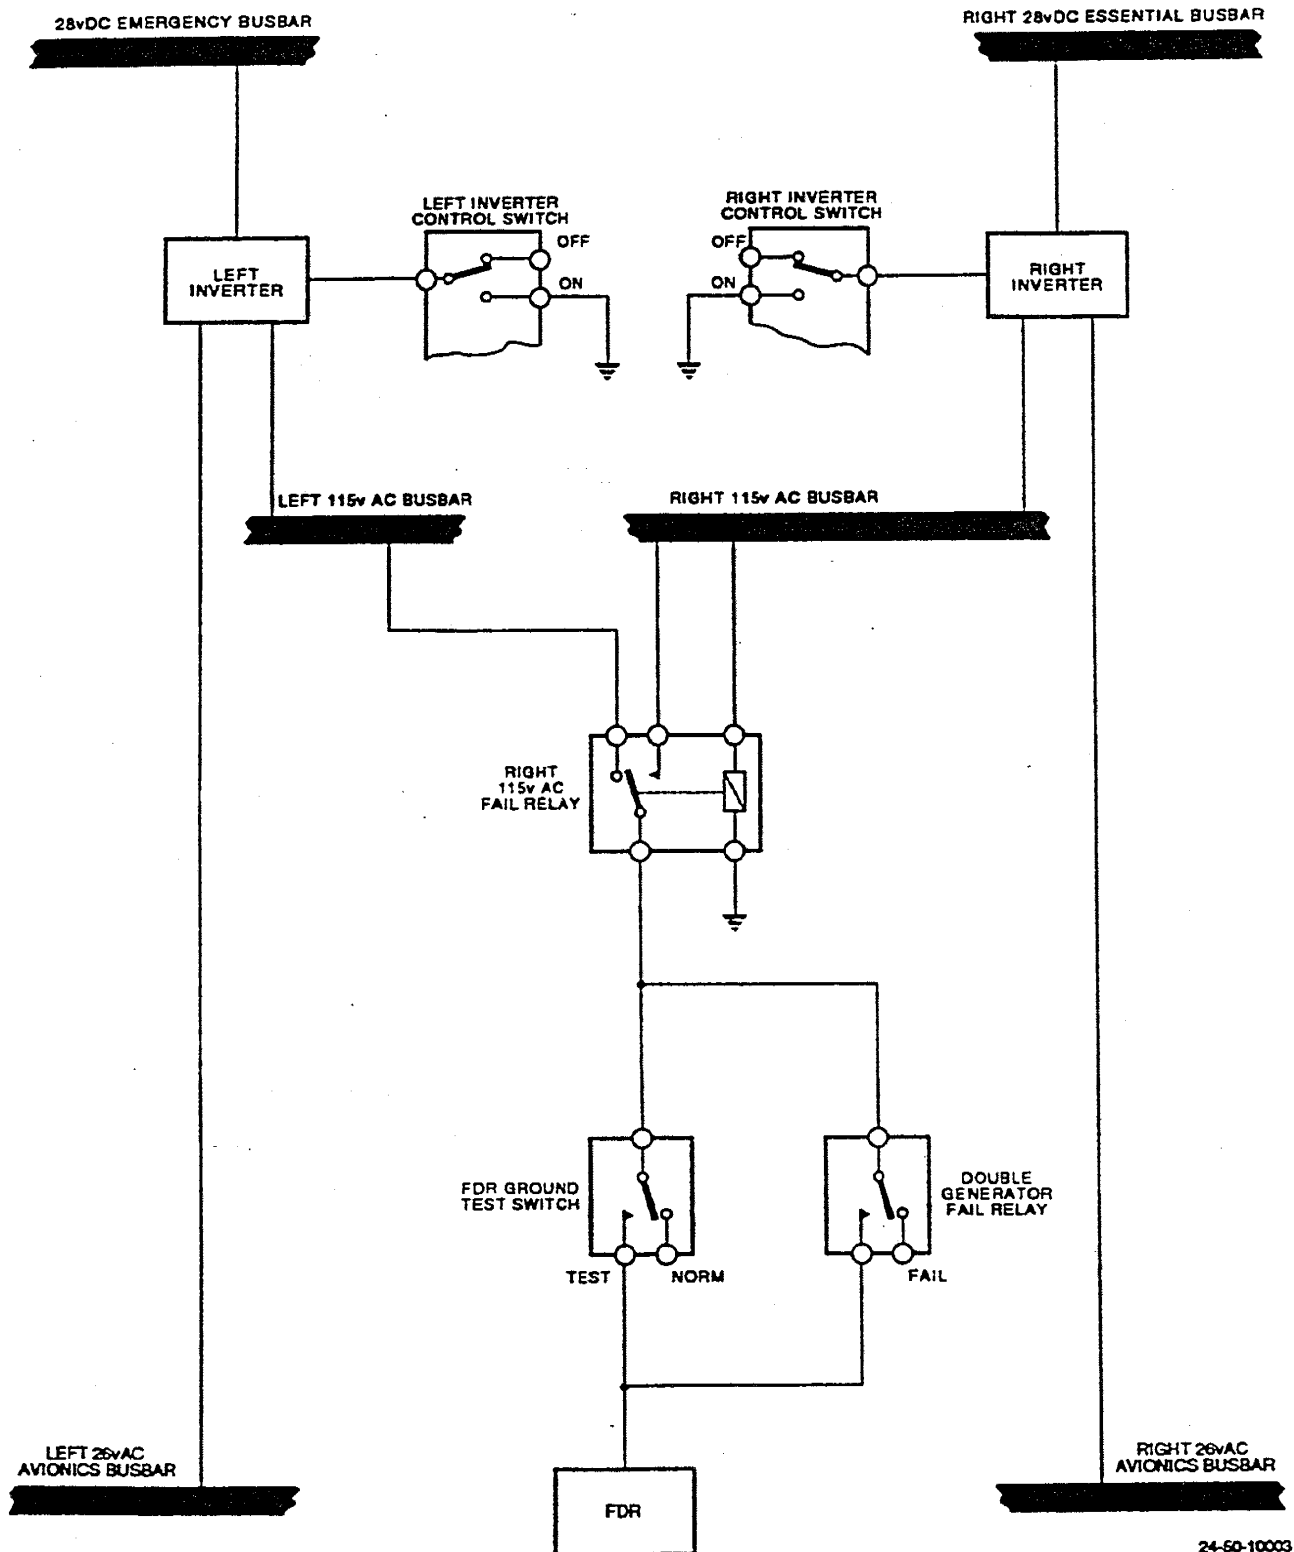 28vDC EMERGENCY BUSBAR
RIGHT 28vDC ESSENTIAL BUSBAR
LEFT INVERTER
CONTROL SWITCH
OFF
ON
RIGHT INVERTER
CONTROL SWITCH
OFF
ON
LEFT
INVERTER
RIGHT
INVERTER
LEFT 115v AC BUSBAR
RIGHT 115v AC BUSBAR
RIGHT
115v AC
FAIL RELAY
FDR GROUND
TEST SWITCH
TEST
NORM
DOUBLE
GENERATOR
FAIL RELAY
FAIL
LEFT 26vAC
AVIONICS BUSBAR
FDR
RIGHT 26vAC
AVIONICS BUSBAR
24-50-10003